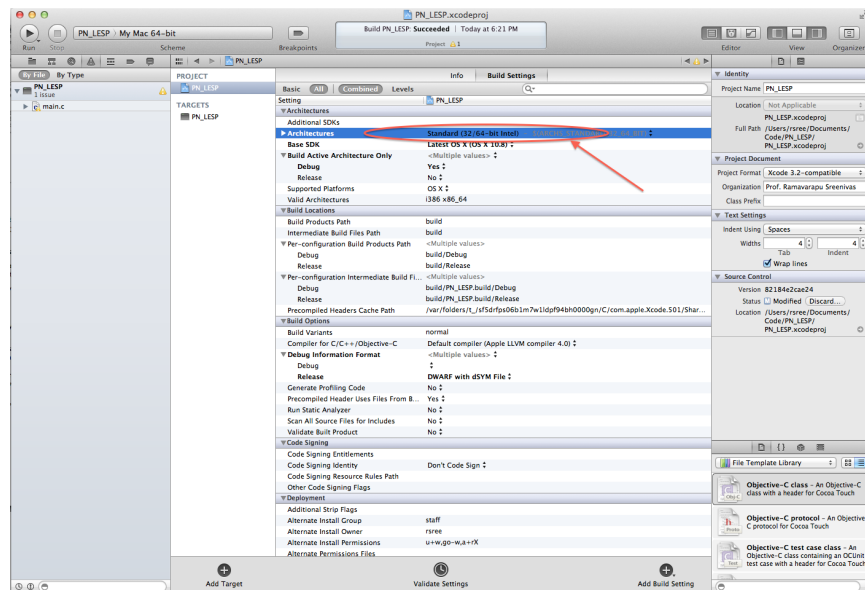 PN_LESP.xcodeproj
PN_LESP My Mac 64-bit
Build PN_LESP: Succeeded Today at 6:21 PM
Project 1
Run Stop Scheme Breakpoints Editor View Organizer
PN_LESP
By File By Type
PN_LESP
1 issue
main.c
PROJECT
PN_LESP
TARGETS
PN_LESP
Info Build Settings
Basic All Combined Levels
Setting PN_LESP
Architectures
Additional SDKs
Architectures Standard (32/64-bit Intel)
Base SDK Latest OS X (OS X 10.8)
Build Active Architecture Only <Multiple values>
Debug Yes
Release No
Supported Platforms OS X
Valid Architectures i386 x86_64
Build Locations
Build Products Path build
Intermediate Build Files Path build
Per-configuration Build Products Path <Multiple values>
Debug build/Debug
Release build/Release
Per-configuration Intermediate Build Fi... <Multiple values>
Debug build/PN_LESP.build/Debug
Release build/PN_LESP.build/Release
Precompiled Headers Cache Path /var/folders/t_/sf5drfps06b1m7w1ldpf94bh0000gn/C/com.apple.Xcode.501/Shar...
Build Options
Build Variants normal
Compiler for C/C++/Objective-C Default compiler (Apple LLVM compiler 4.0)
Debug Information Format <Multiple values>
Debug
Release DWARF with dSYM File
Generate Profiling Code No
Precompiled Header Uses Files From B... Yes
Run Static Analyzer No
Scan All Source Files for Includes No
Validate Built Product No
Code Signing
Code Signing Entitlements
Code Signing Identity Don't Code Sign
Code Signing Resource Rules Path
Other Code Signing Flags
Deployment
Additional Strip Flags
Alternate Install Group staff
Alternate Install Owner rsree
Alternate Install Permissions u+w,go-w,a+rX
Alternate Permissions Files
Add Target Validate Settings Add Build Setting
Identity
Project Name PN_LESP
Location Not Applicable
PN_LESP.xcodeproj
Full Path /Users/rsree/Documents/
Code/PN_LESP/
PN_LESP.xcodeproj
Project Document
Project Format Xcode 3.2-compatible
Organization Prof. Ramavarapu Sreenivas
Class Prefix
Text Settings
Indent Using Spaces
Widths 4 4
Tab Indent
Wrap lines
Source Control
Version 82184e2cae24
Status Modified Discard...
Location /Users/rsree/Documents/
Code/PN_LESP/
PN_LESP.xcodeproj
File Template Library
Objective-C class - An Objective-C
class with a header for Cocoa Touch
Objective-C protocol - An Objective
C protocol for Cocoa Touch
Objective-C test case class - An
Objective-C class containing an OCUnit
test case with a header for Cocoa Touch